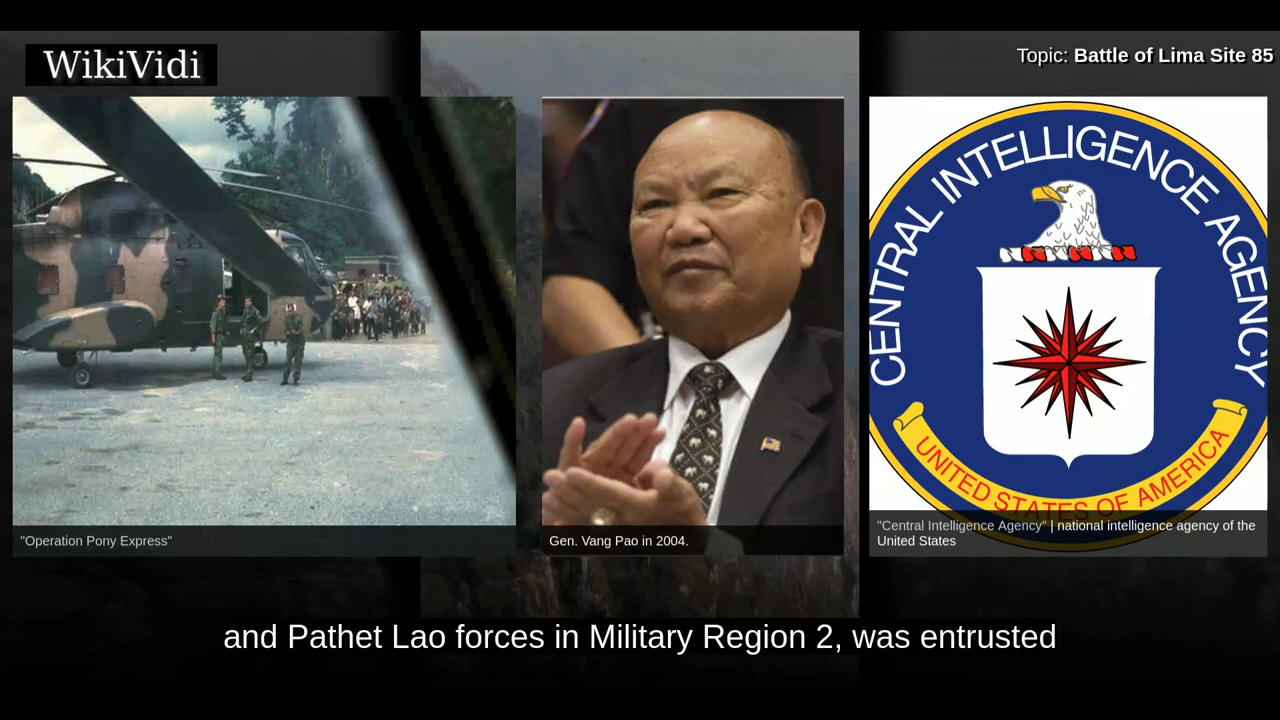 WikiVidi
Topic: Battle of Lima Site 85
"Operation Pony Express"
Gen. Vang Pao in 2004.
CENTRAL INTELLIGENCE AGENCY
UNITED STATES OF AMERICA
"Central Intelligence Agency" | national intelligence agency of the
United States
and Pathet Lao forces in Military Region 2, was entrusted